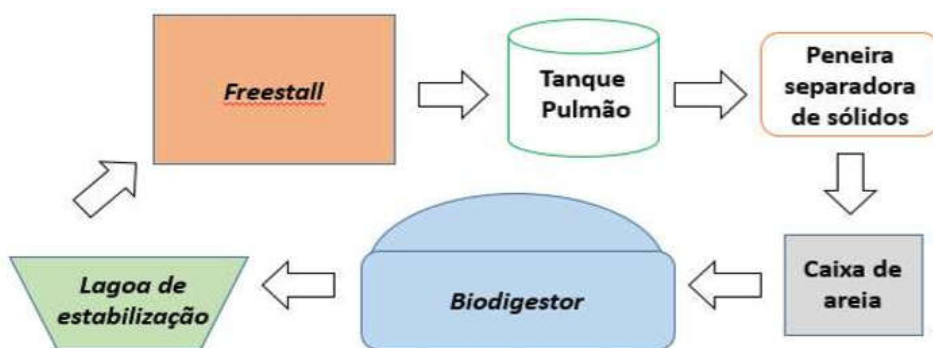 Freestall
Tanque
Pulmão
Peneira
separadora
de sólidos
Caixa de
areia
Biodigestor
Lagoa de
estabilização